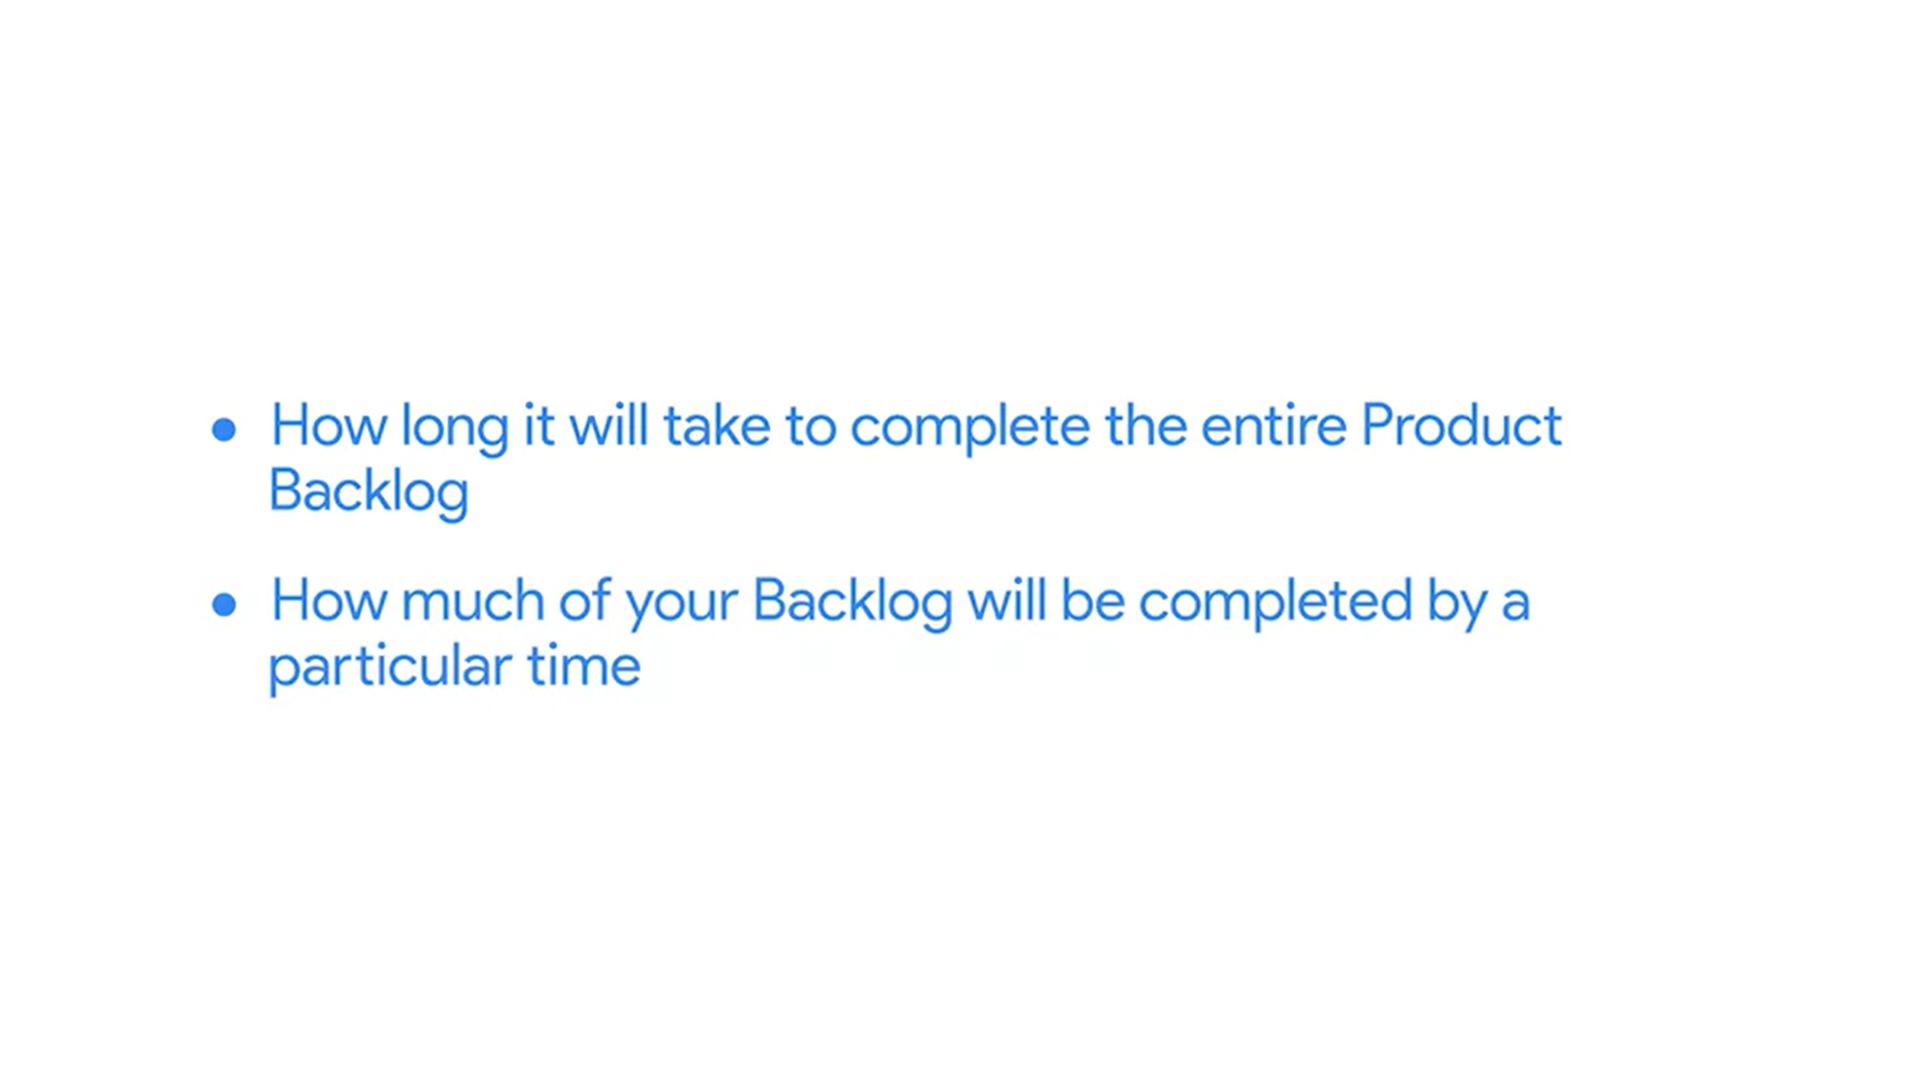 ● How long it will take to complete the entire Product
Backlog
● How much of your Backlog will be completed by a
particular time